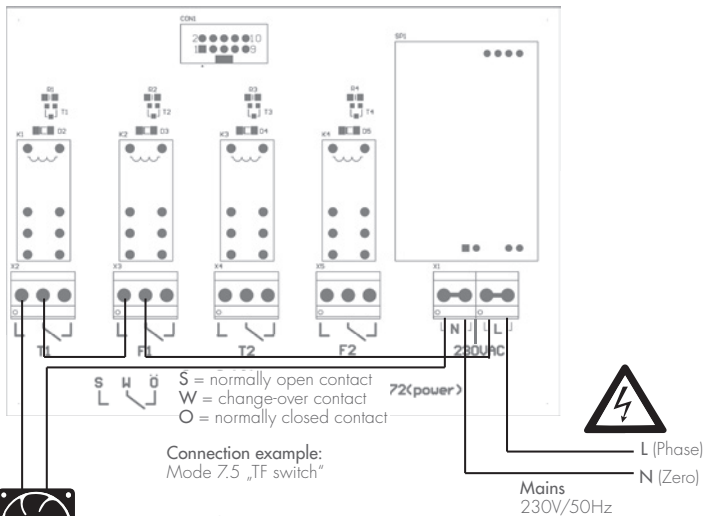 CON1
2 10
1 9
SP1
R1 R2 R3 R4
T1 T2 T3 T4
K1 D2 K2 D3 K3 D4 K4 D5
X2 X3 X4 X5 X1
N L
T1 F1 T2 F2 230VAC
S W Ö
S = normally open contact
W = change-over contact
O = normally closed contact
72(power)
Connection example:
Mode 7.5 „TF switch“
L (Phase)
N (Zero)
Mains
230V/50Hz